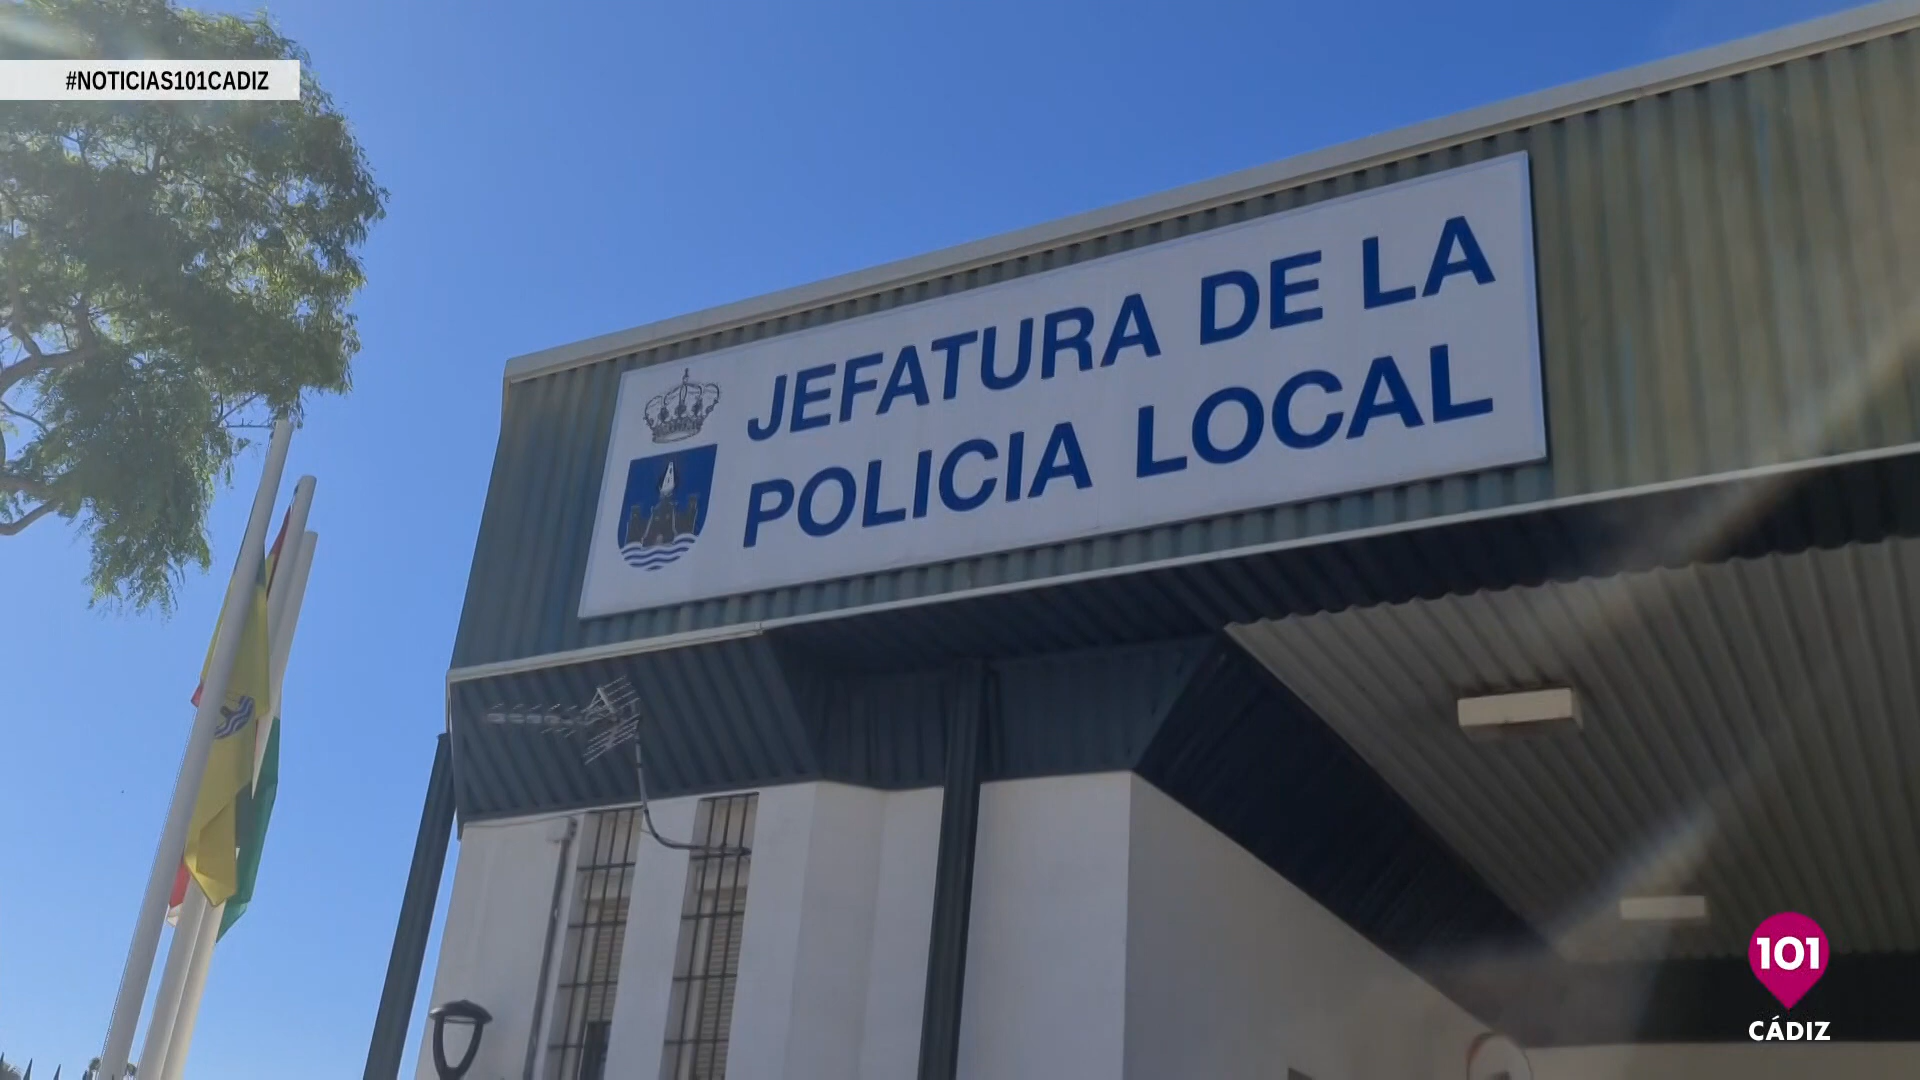 #NOTICIAS101CADIZ
JEFATURA DE LA
POLICIA LOCAL
101
CÁDIZ